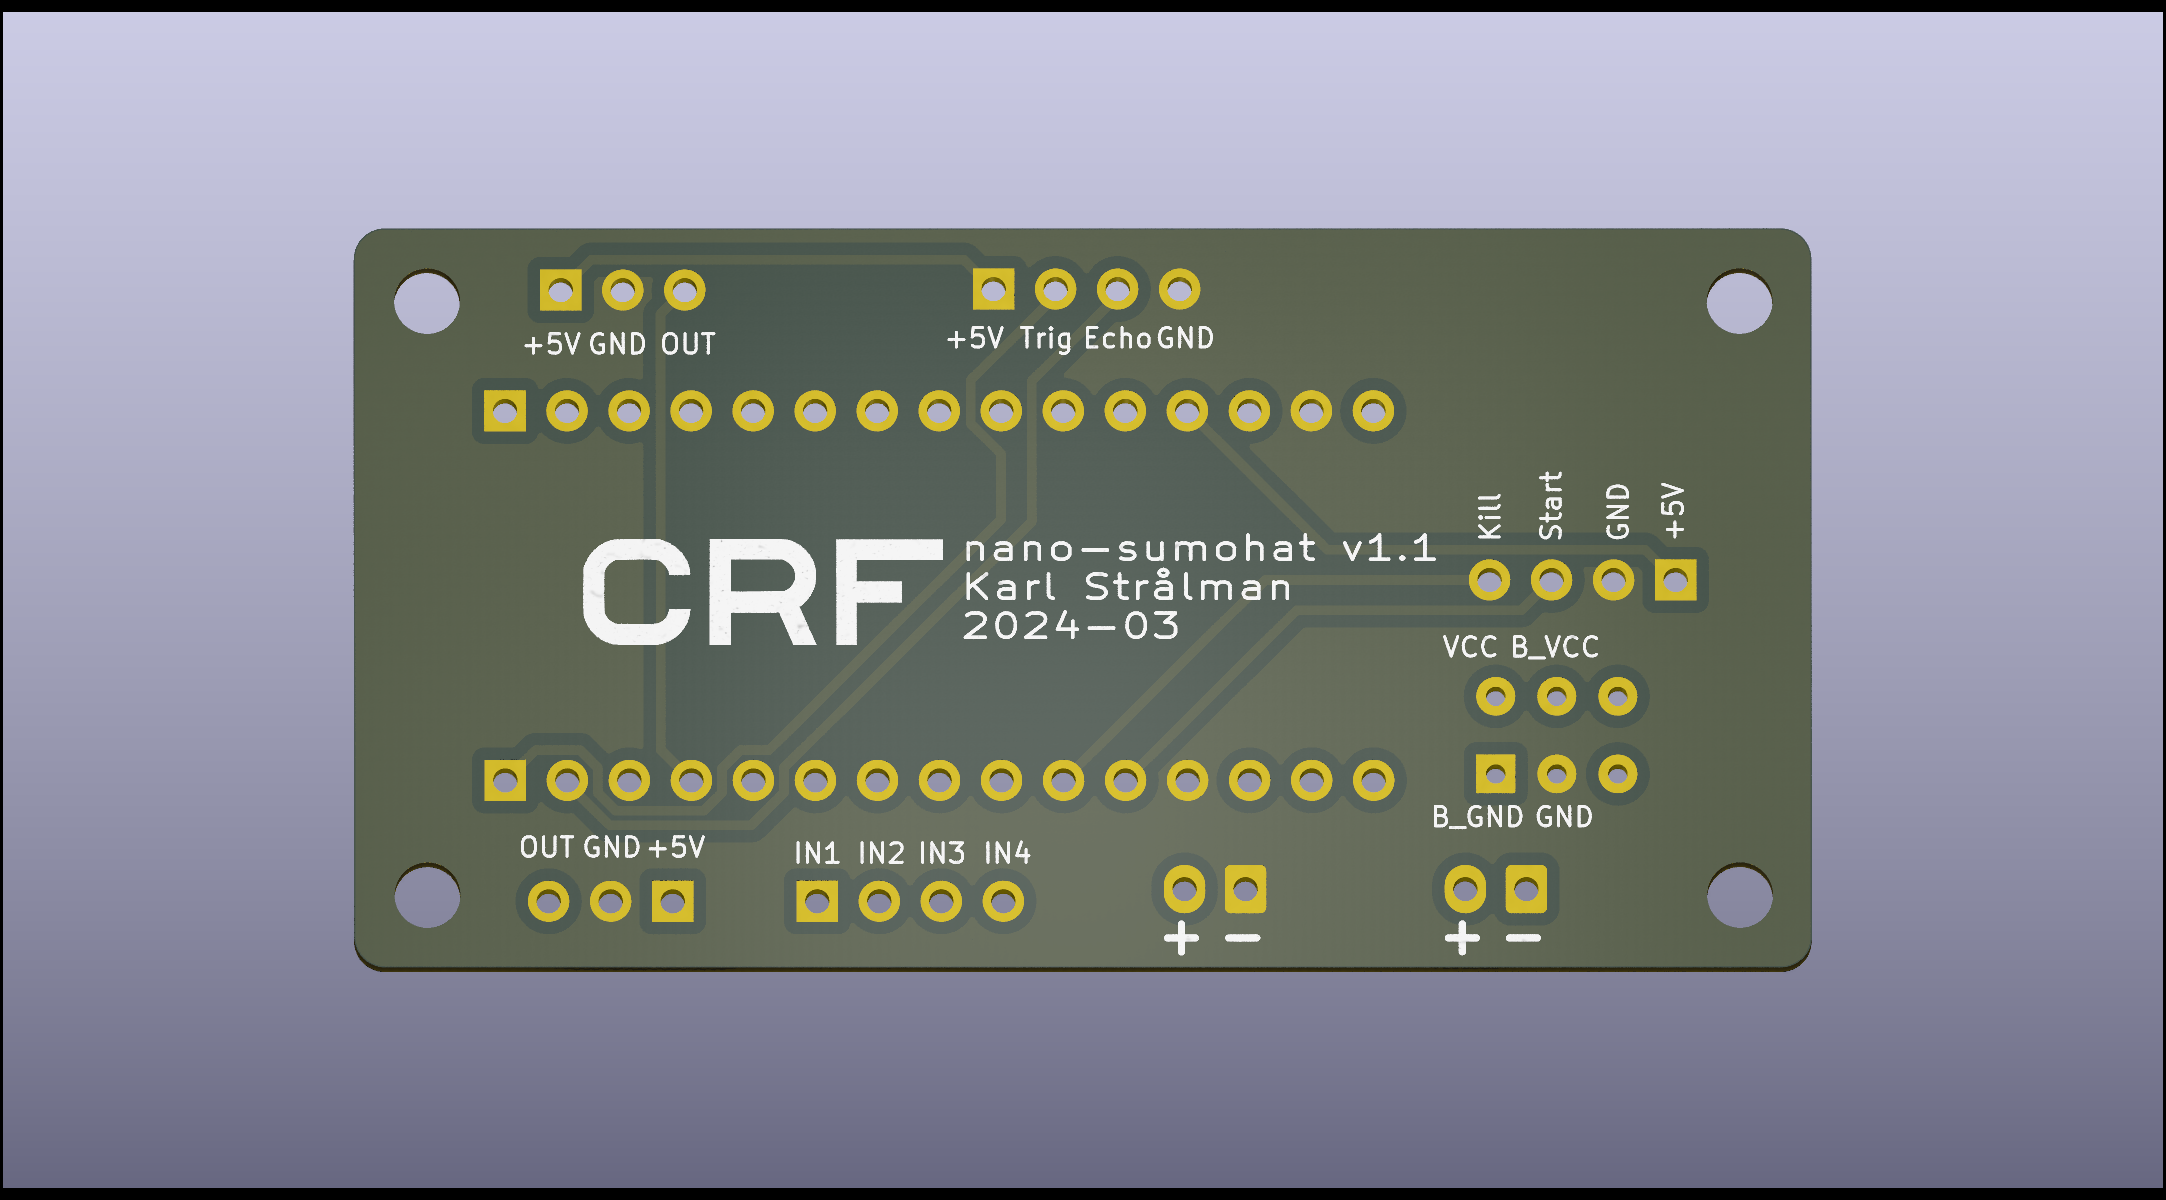 +5V GND OUT
+5V Trig Echo GND
Kill
Start
GND
+5V
CRF
nano-sumohat v1.1
Karl Strålman
2024-03
VCC B_VCC
B_GND GND
OUT GND +5V
IN1 IN2 IN3 IN4
+ -
+ -